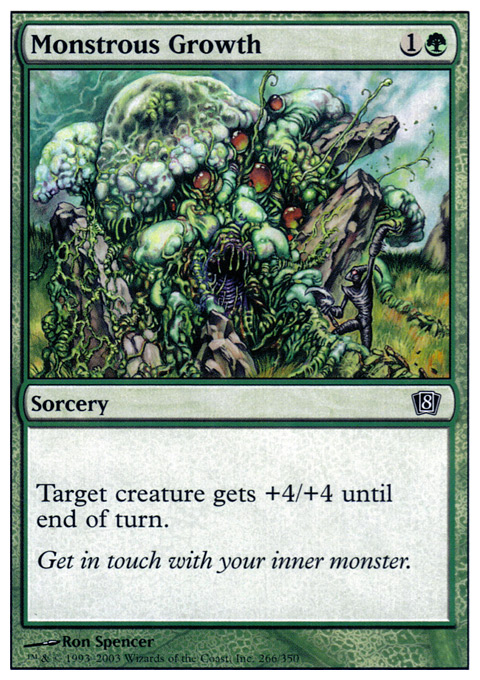 Monstrous Growth 1
Sorcery 8
Target creature gets +4/+4 until
end of turn.
Get in touch with your inner monster.
Ron Spencer
™ & © 1993–2003 Wizards of the Coast, Inc. 266/350